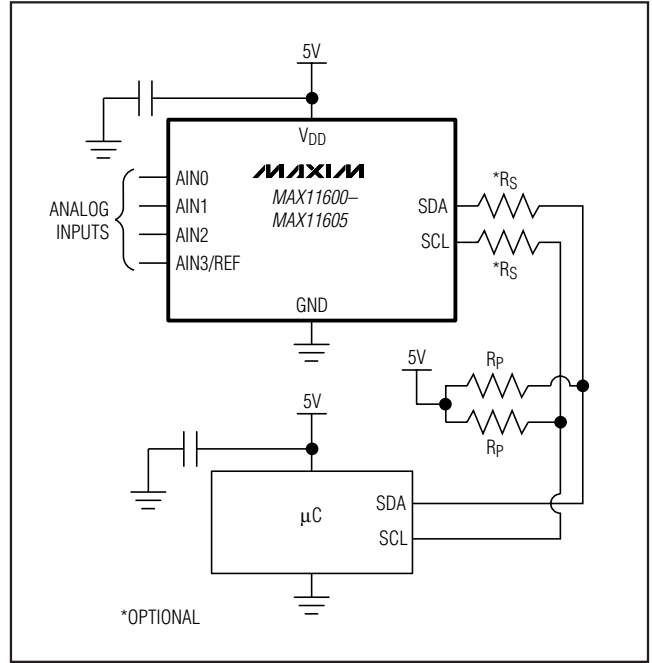 5V
VDD
MAXIM
MAX11600–
MAX11605
ANALOG
INPUTS
AIN0
AIN1
AIN2
AIN3/REF
SDA
SCL
*RS
*RS
GND
5V
RP
RP
5V
µC
SDA
SCL
*OPTIONAL